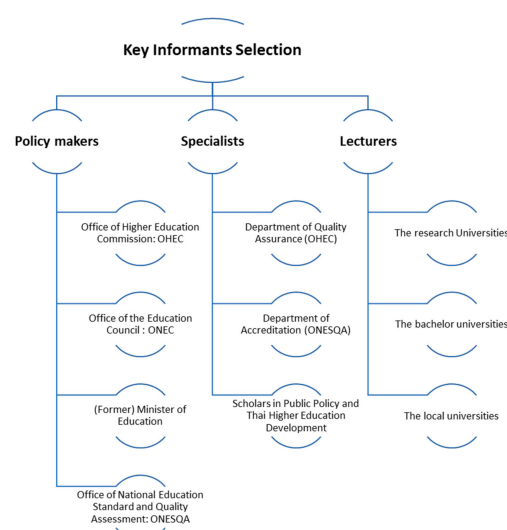 Key Informants Selection
Policy makers
Specialists
Lecturers
Office of Higher Education
Commission: OHEC
Office of the Education
Council : ONEC
(Former) Minister of
Education
Office of National Education
Standard and Quality
Assessment: ONESQA
Department of Quality
Assurance (OHEC)
Department of
Accreditation (ONESQA)
Scholars in Public Policy and
Thai Higher Education
Development
The research Universities
The bachelor universities
The local universities